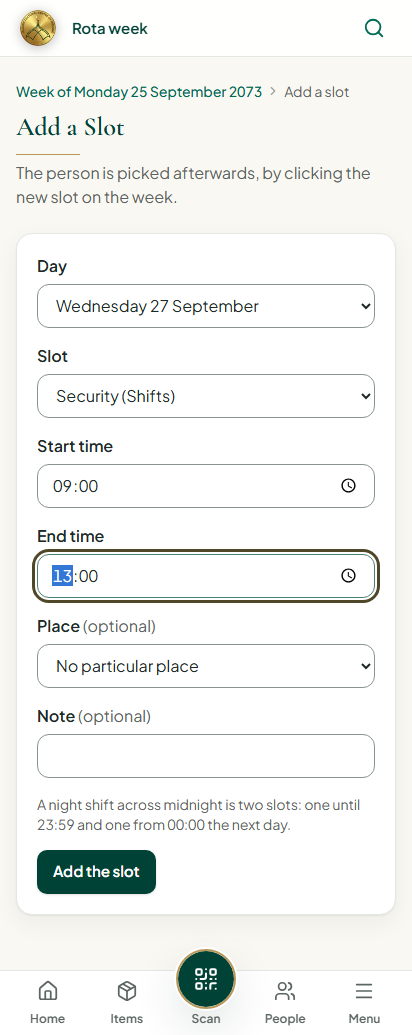 Rota week
Week of Monday 25 September 2073 > Add a slot
Add a Slot
The person is picked afterwards, by clicking the
new slot on the week.
Day
Wednesday 27 September
Slot
Security (Shifts)
Start time
09:00
End time
13:00
Place (optional)
No particular place
Note (optional)
A night shift across midnight is two slots: one until
23:59 and one from 00:00 the next day.
Add the slot
Home
Items
Scan
People
Menu